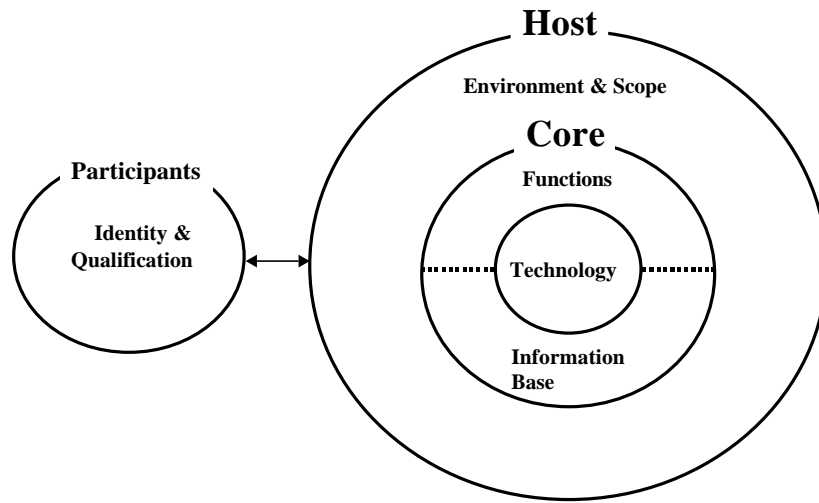 Host
Environment & Scope
Core
Participants
Functions
Identity &
Qualification
Technology
Information
Base